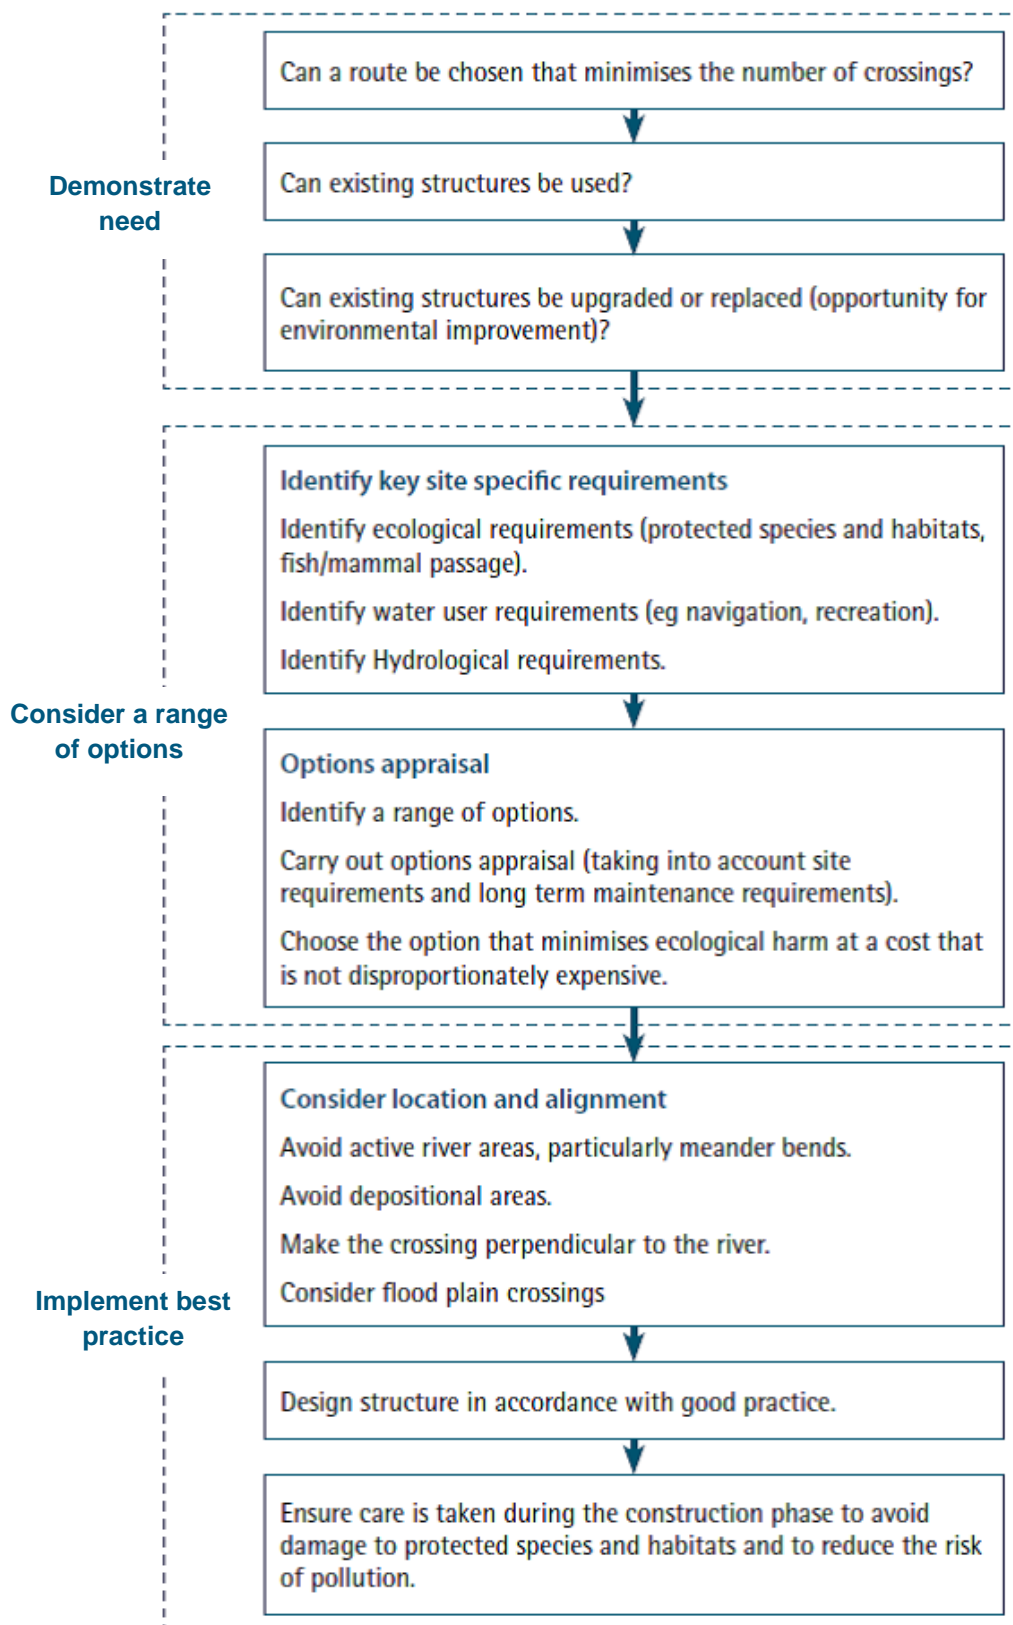 Can a route be chosen that minimises the number of crossings?
Demonstrate
need
Can existing structures be used?
Can existing structures be upgraded or replaced (opportunity for
environmental improvement)?
Consider a range
of options
Identify key site specific requirements
Identify ecological requirements (protected species and habitats,
fish/mammal passage).
Identify water user requirements (eg navigation, recreation).
Identify Hydrological requirements.
Options appraisal
Identify a range of options.
Carry out options appraisal (taking into account site
requirements and long term maintenance requirements).
Choose the option that minimises ecological harm at a cost that
is not disproportionately expensive.
Implement best
practice
Consider location and alignment
Avoid active river areas, particularly meander bends.
Avoid depositional areas.
Make the crossing perpendicular to the river.
Consider flood plain crossings
Design structure in accordance with good practice.
Ensure care is taken during the construction phase to avoid
damage to protected species and habitats and to reduce the risk
of pollution.